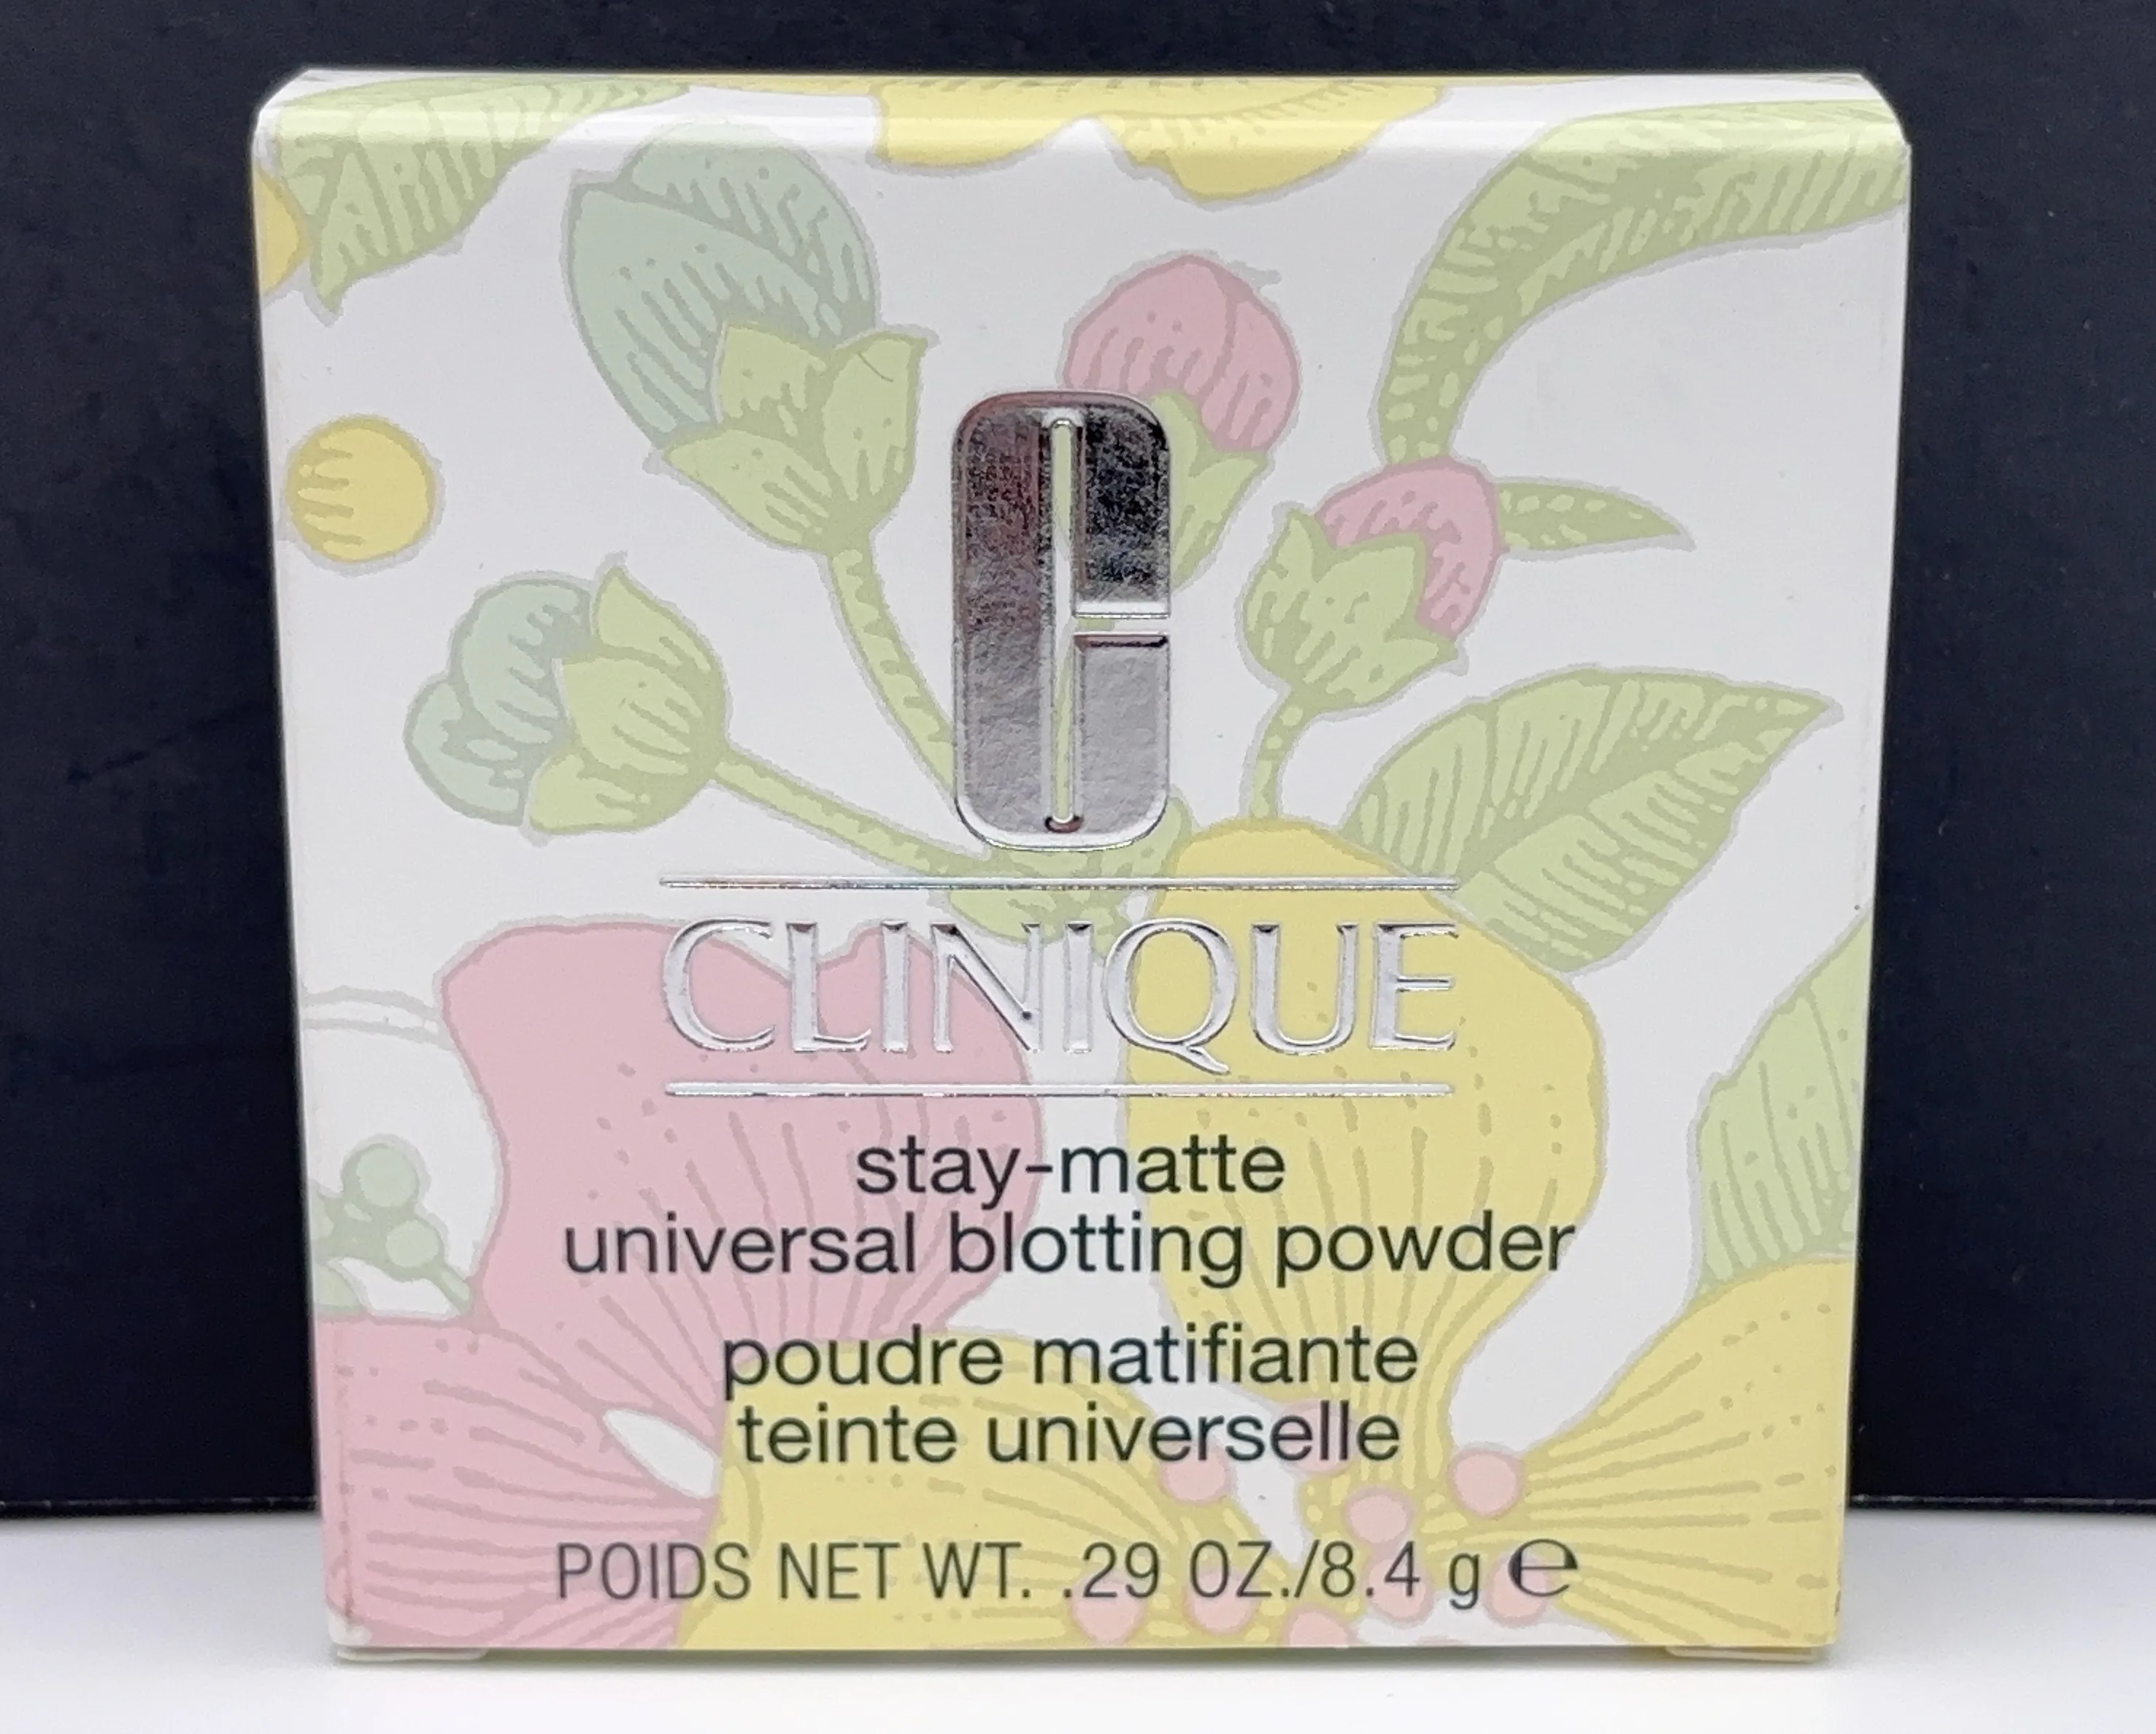 CLINIQUE
stay-matte
universal blotting powder
poudre matifiante
teinte universelle
POIDS NET WT. .29 OZ./8.4 g ℮